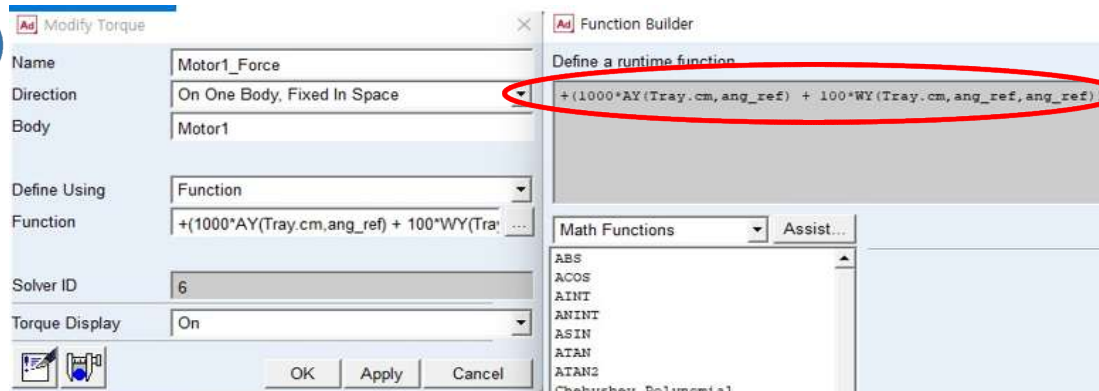 Ad Modify Torque
Name Motor1_Force
Direction On One Body, Fixed In Space
Body Motor1
Define Using Function
Function +(1000*AY(Tray.cm,ang_ref) + 100*WY(Tra ...
Solver ID 6
Torque Display On
OK Apply Cancel
Ad Function Builder
Define a runtime function
+(1000*AY(Tray.cm,ang_ref) + 100*WY(Tray.cm,ang_ref,ang_ref)
Math Functions Assist...
ABS
ACOS
AINT
ANINT
ASIN
ATAN
ATAN2
Chebyshev Polynomial